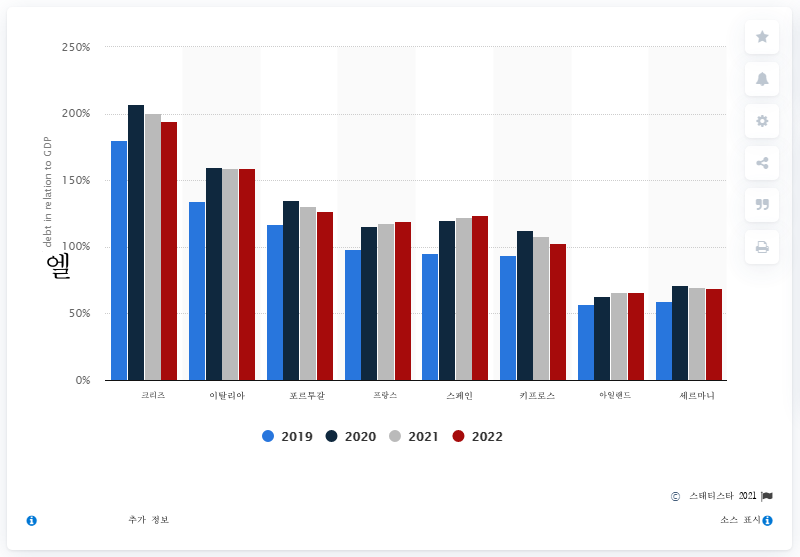 250%
200%
150%
100%
50%
0%
debt in relation to GDP
엘
크리즈 이탈리아 포르투갈 프랑스 스페인 키프로스 아일랜드 세르마니
2019 2020 2021 2022
© 스태티스타 2021
추가 정보 소스 표시